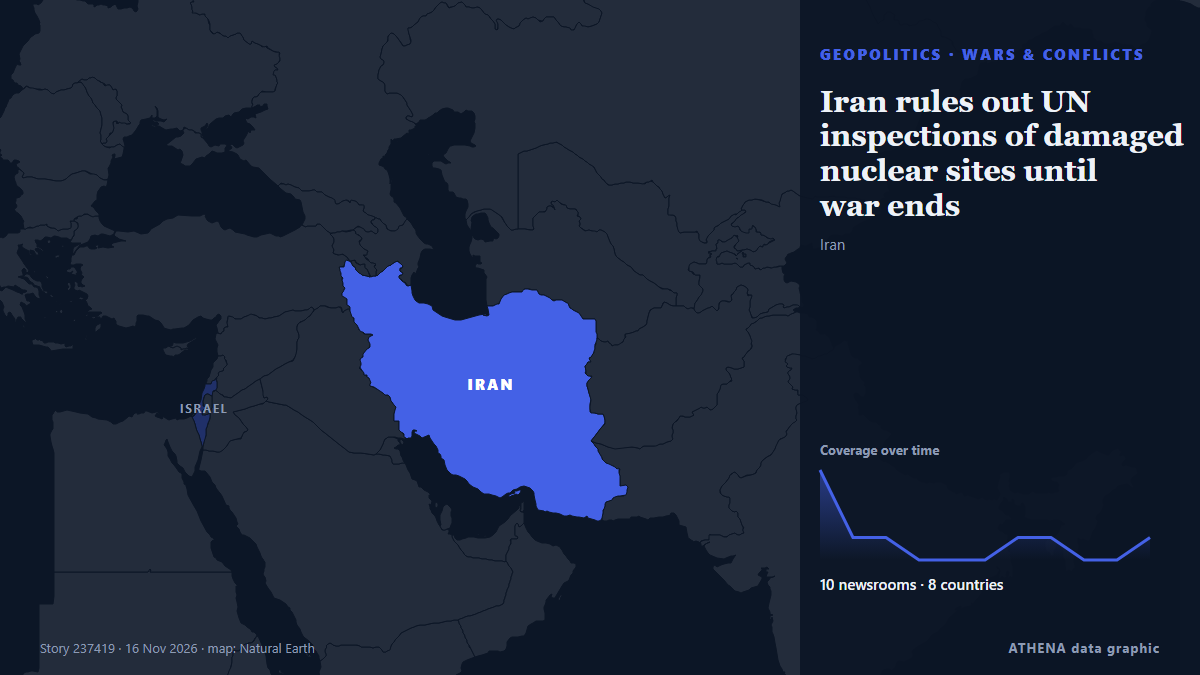 GEOPOLITICS · WARS & CONFLICTS
Iran rules out UN
inspections of damaged
nuclear sites until
war ends
Iran
IRAN
ISRAEL
Coverage over time
10 newsrooms · 8 countries
Story 237419 · 16 Nov 2026 · map: Natural Earth
ATHENA data graphic